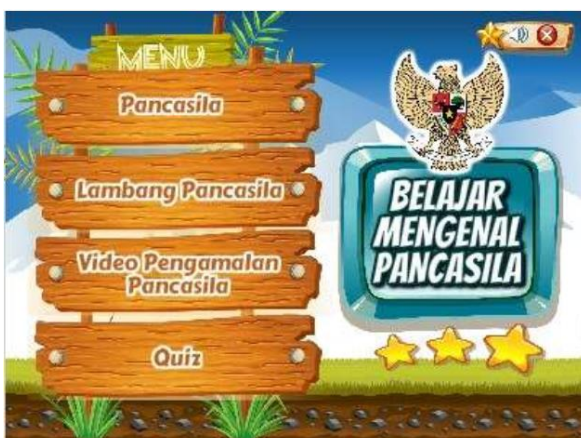 MENU
Pancasila
Lambang Pancasila
Video Pengamalan
Pancasila
Quiz
BELAJAR
MENGENAL
PANCASILA